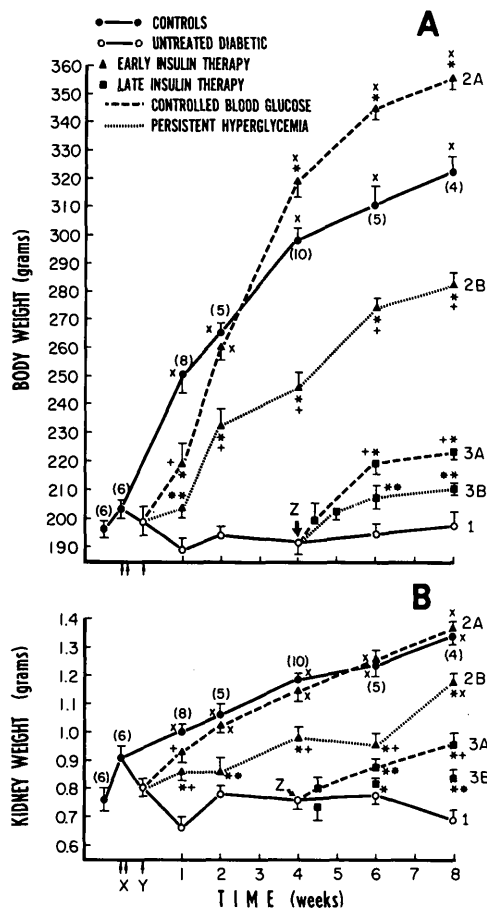 A
CONTROLS
UNTREATED DIABETIC
EARLY INSULIN THERAPY
LATE INSULIN THERAPY
CONTROLLED BLOOD GLUCOSE
PERSISTENT HYPERGLYCEMIA
BODY WEIGHT (grams)
360
350
340
330
320
310
300
290
280
270
260
250
240
230
220
210
200
190
(6)
(6)
(8)
(5)
(10)
(5)
(4)
x
*
+
Z
2A
2B
3A
3B
1
B
KIDNEY WEIGHT (grams)
1.4
1.3
1.2
1.1
1.0
0.9
0.8
0.7
0.6
(6)
(6)
(8)
(5)
(10)
(5)
(4)
x
*
+
Z
2A
2B
3A
3B
1
X Y 1 2 3 4 5 6 7 8
TIME (weeks)